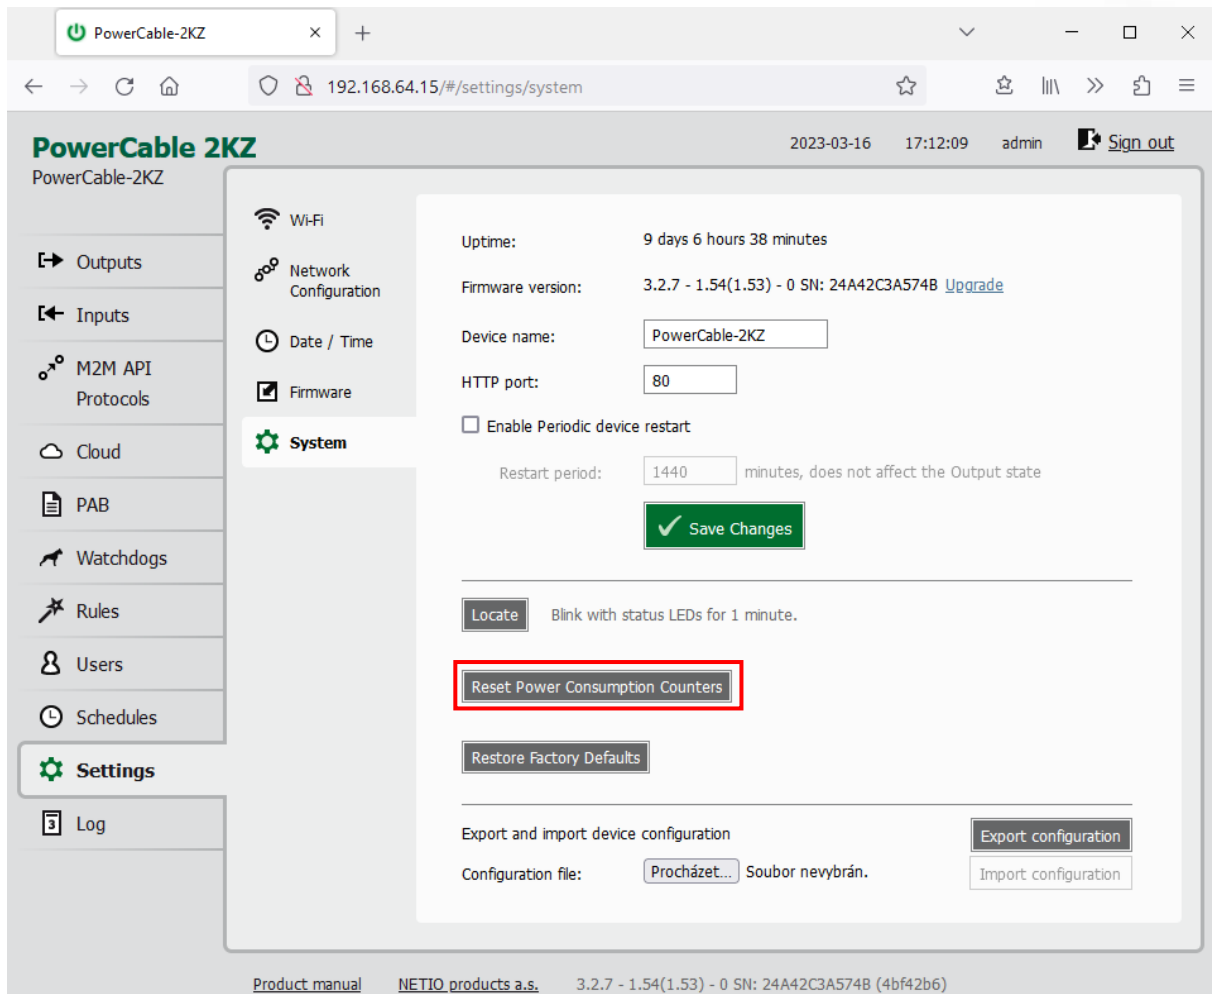 PowerCable-2KZ
192.168.64.15/#/settings/system
PowerCable 2KZ
2023-03-16 17:12:09 admin Sign out
PowerCable-2KZ
Outputs
Inputs
M2M API
Protocols
Cloud
PAB
Watchdogs
Rules
Users
Schedules
Settings
3 Log
Wi-Fi
Network
Configuration
Date / Time
Firmware
System
Uptime: 9 days 6 hours 38 minutes
Firmware version: 3.2.7 - 1.54(1.53) - 0 SN: 24A42C3A574B Upgrade
Device name: PowerCable-2KZ
HTTP port: 80
Enable Periodic device restart
Restart period: 1440 minutes, does not affect the Output state
Save Changes
Locate Blink with status LEDs for 1 minute.
Reset Power Consumption Counters
Restore Factory Defaults
Export and import device configuration Export configuration
Configuration file: Procházet... Soubor nevybrán. Import configuration
Product manual NETIO products a.s. 3.2.7 - 1.54(1.53) - 0 SN: 24A42C3A574B (4bf42b6)